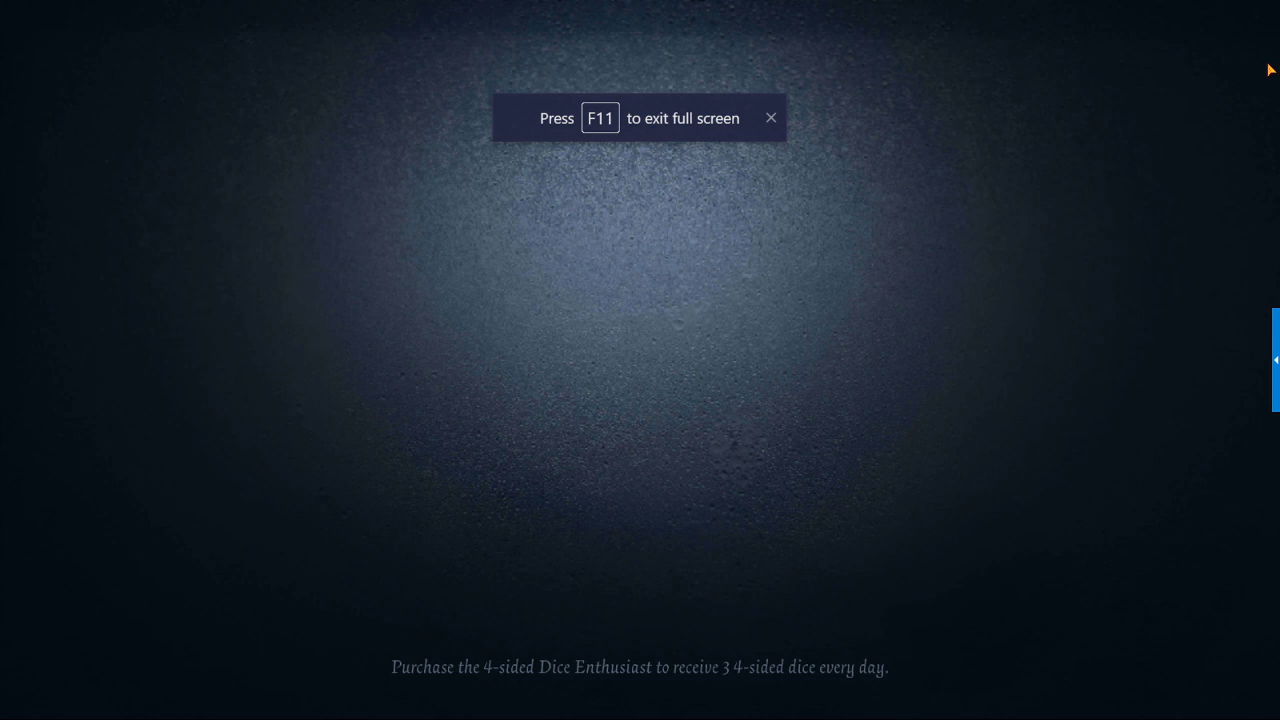 Press F11 to exit full screen
Purchase the 4-sided Dice Enthusiast to receive 3 4-sided dice every day.